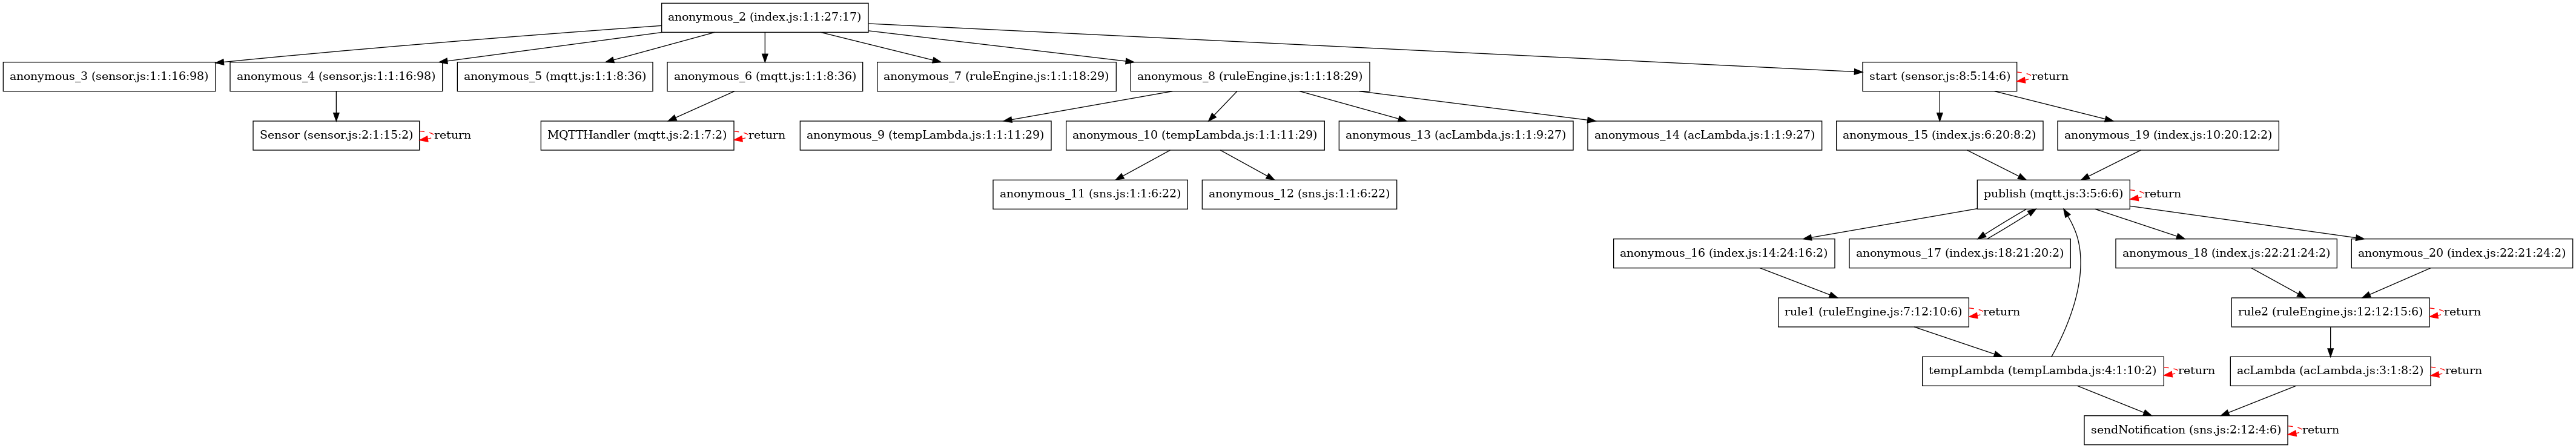 anonymous_2 (index.js:1:1:27:17)
anonymous_3 (sensor.js:1:1:16:98)
anonymous_4 (sensor.js:1:1:16:98)
anonymous_5 (mqtt.js:1:1:8:36)
anonymous_6 (mqtt.js:1:1:8:36)
anonymous_7 (ruleEngine.js:1:1:18:29)
anonymous_8 (ruleEngine.js:1:1:18:29)
start (sensor.js:8:5:14:6)
return
Sensor (sensor.js:2:1:15:2)
return
MQTTHandler (mqtt.js:2:1:7:2)
return
anonymous_9 (tempLambda.js:1:1:11:29)
anonymous_10 (tempLambda.js:1:1:11:29)
anonymous_13 (acLambda.js:1:1:9:27)
anonymous_14 (acLambda.js:1:1:9:27)
anonymous_15 (index.js:6:20:8:2)
anonymous_19 (index.js:10:20:12:2)
anonymous_11 (sns.js:1:1:6:22)
anonymous_12 (sns.js:1:1:6:22)
publish (mqtt.js:3:5:6:6)
return
anonymous_16 (index.js:14:24:16:2)
anonymous_17 (index.js:18:21:20:2)
anonymous_18 (index.js:22:21:24:2)
anonymous_20 (index.js:22:21:24:2)
rule1 (ruleEngine.js:7:12:10:6)
return
rule2 (ruleEngine.js:12:12:15:6)
return
tempLambda (tempLambda.js:4:1:10:2)
return
acLambda (acLambda.js:3:1:8:2)
return
sendNotification (sns.js:2:12:4:6)
return